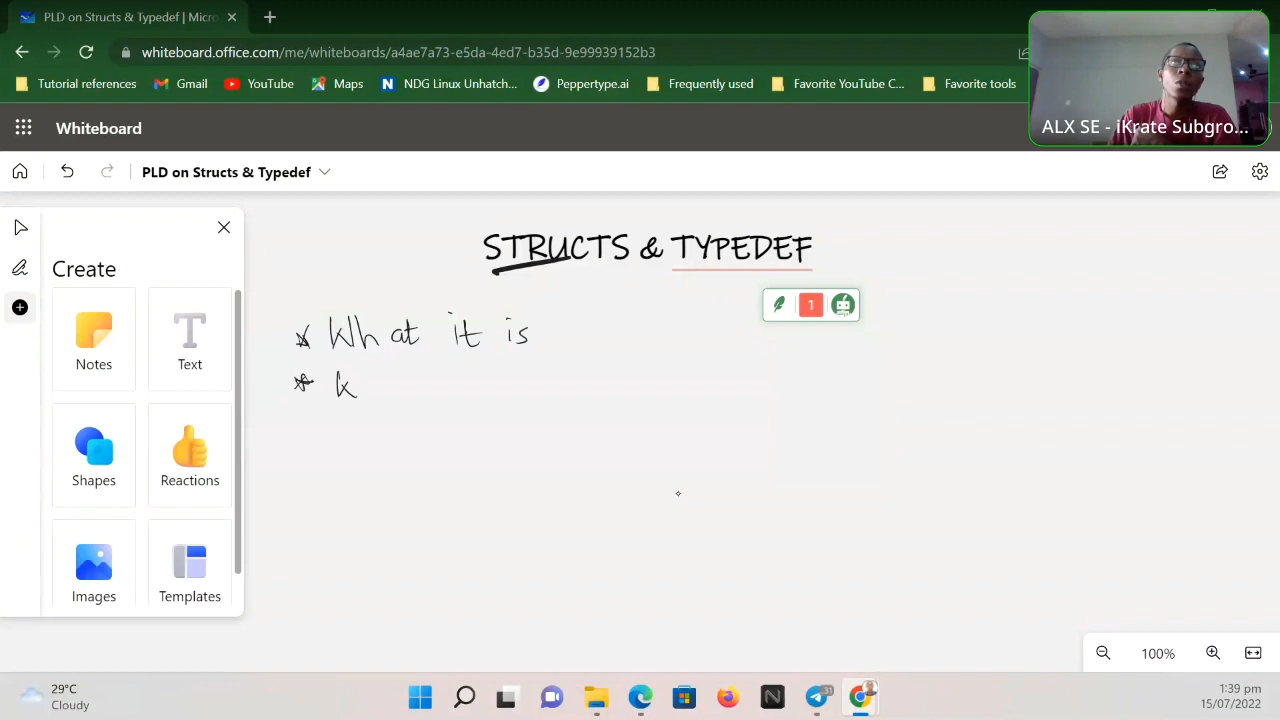 PLD on Structs & Typedef | Micro
whiteboard.office.com/me/whiteboards/a4ae7a73-e5da-4ed7-b35d-9e99939152b3
Tutorial references Gmail YouTube Maps NDG Linux Unhatch... Peppertype.ai Frequently used Favorite YouTube C... Favorite tools
ALX SE - iKrate Subgro...
Whiteboard
PLD on Structs & Typedef
STRUCTS & TYPEDEF
Create
1
Notes Text
* What it is
* k
Shapes Reactions
Images Templates
100%
29°C
Cloudy
31
1:39 pm
15/07/2022